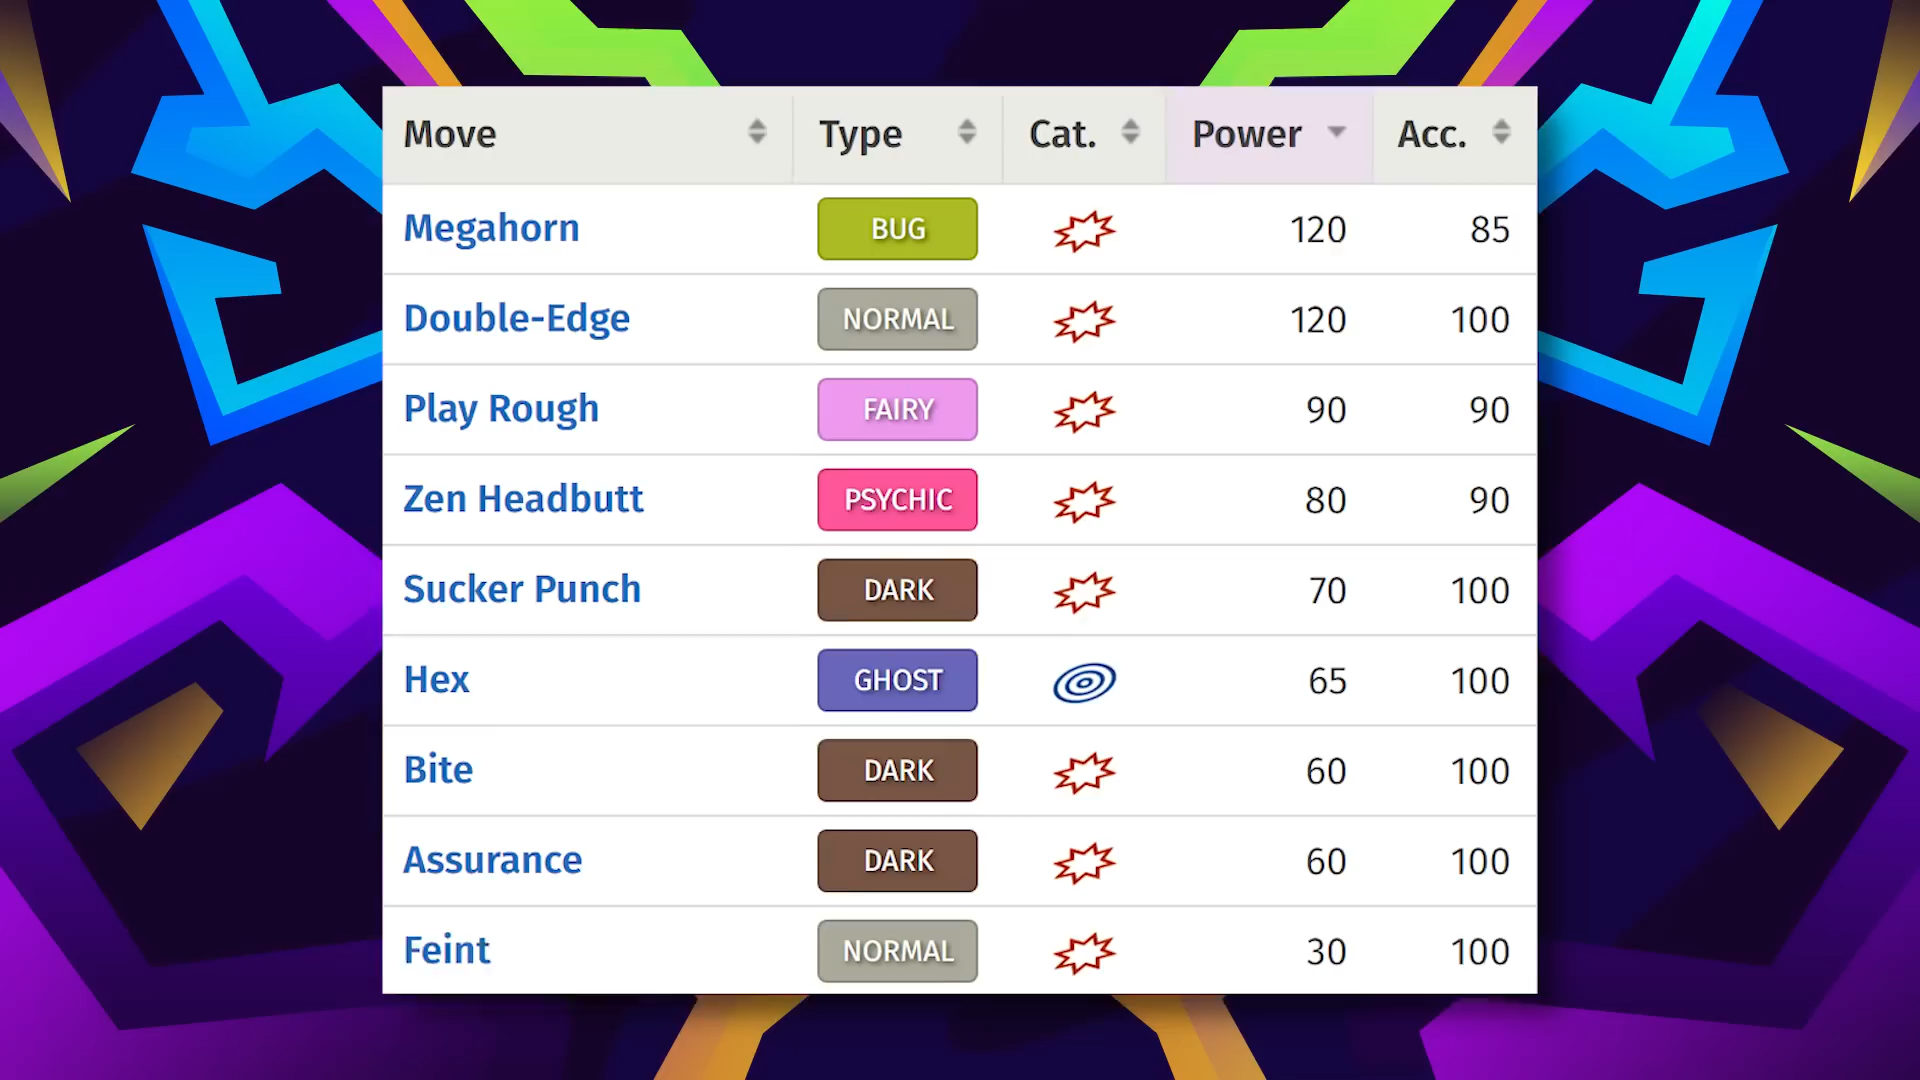 Move Type Cat. Power Acc.
Megahorn BUG 120 85
Double-Edge NORMAL 120 100
Play Rough FAIRY 90 90
Zen Headbutt PSYCHIC 80 90
Sucker Punch DARK 70 100
Hex GHOST 65 100
Bite DARK 60 100
Assurance DARK 60 100
Feint NORMAL 30 100